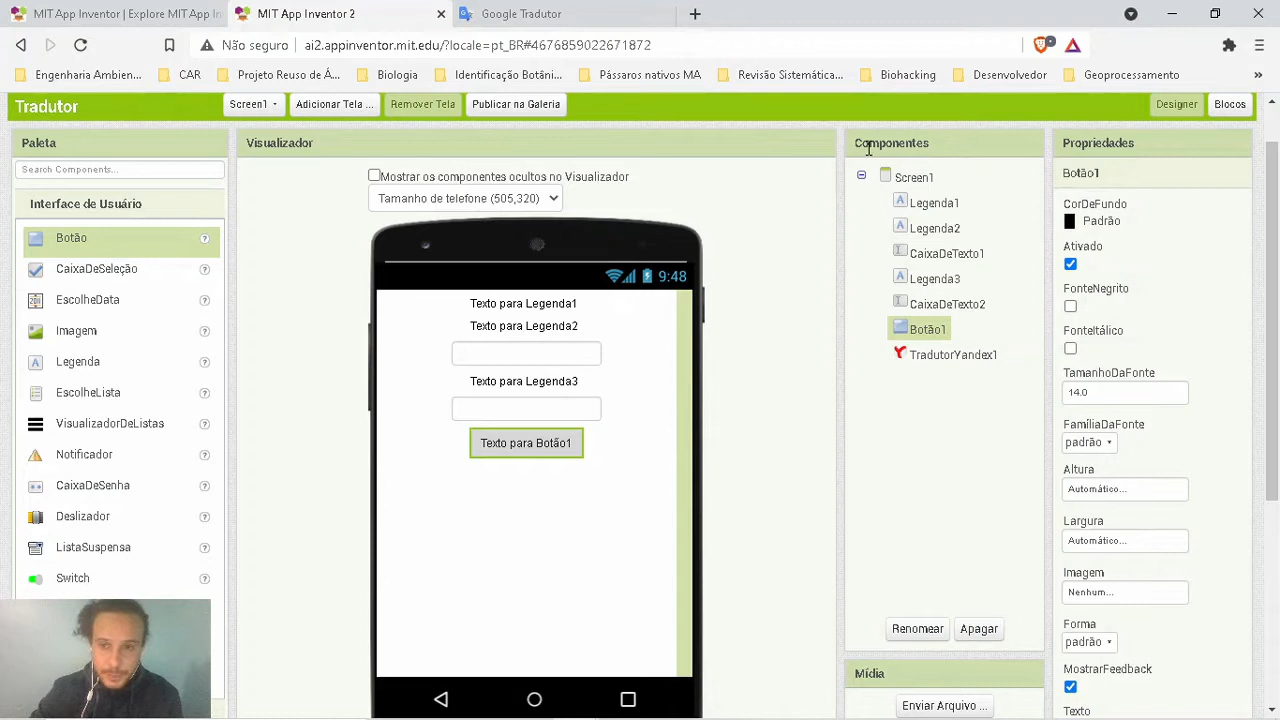 MIT App Inventor | Explore MIT App In
MIT App Inventor 2
Google Tradutor
Não seguro
ai2.appinventor.mit.edu/?locale=pt_BR#4676859022671872
Engenharia Ambien...
CAR
Projeto Reuso de Á...
Biologia
Identificação Botâni...
Pássaros nativos MA
Revisão Sistemática...
Biohacking
Desenvolvedor
Geoprocessamento
»
Tradutor
Screen1
Adicionar Tela ...
Remover Tela
Publicar na Galeria
Designer
Blocos
Paleta
Search Components...
Interface de Usuário
Botão
CaixaDeSeleção
EscolheData
Imagem
Legenda
EscolheLista
VisualizadorDeListas
Notificador
CaixaDeSenha
Deslizador
ListaSuspensa
Switch
Visualizador
Mostrar os componentes ocultos no Visualizador
Tamanho de telefone (505,320)
9:48
Texto para Legenda1
Texto para Legenda2
Texto para Legenda3
Texto para Botão1
Componentes
Screen1
Legenda1
Legenda2
CaixaDeTexto1
Legenda3
CaixaDeTexto2
Botão1
TradutorYandex1
Renomear
Apagar
Mídia
Enviar Arquivo ...
Propriedades
Botão1
CorDeFundo
Padrão
Ativado
FonteNegrito
FonteItálico
TamanhoDaFonte
14.0
FamíliaDaFonte
padrão
Altura
Automático...
Largura
Automático...
Imagem
Nenhum...
Forma
padrão
MostrarFeedback
Texto